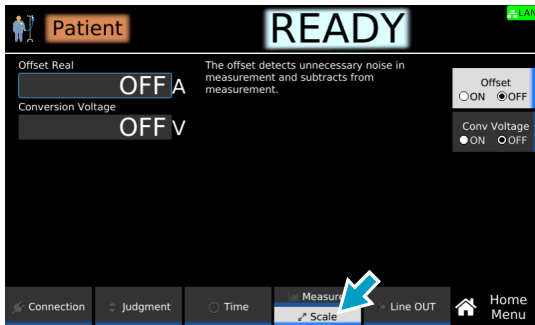 Patient
READY
LAN
Offset Real
OFF A
The offset detects unnecessary noise in
measurement and subtracts from
measurement.
Conversion Voltage
OFF V
Offset
ON OFF
Conv Voltage
ON OFF
Connection
Judgment
Time
Scale
Line OUT
Home
Menu